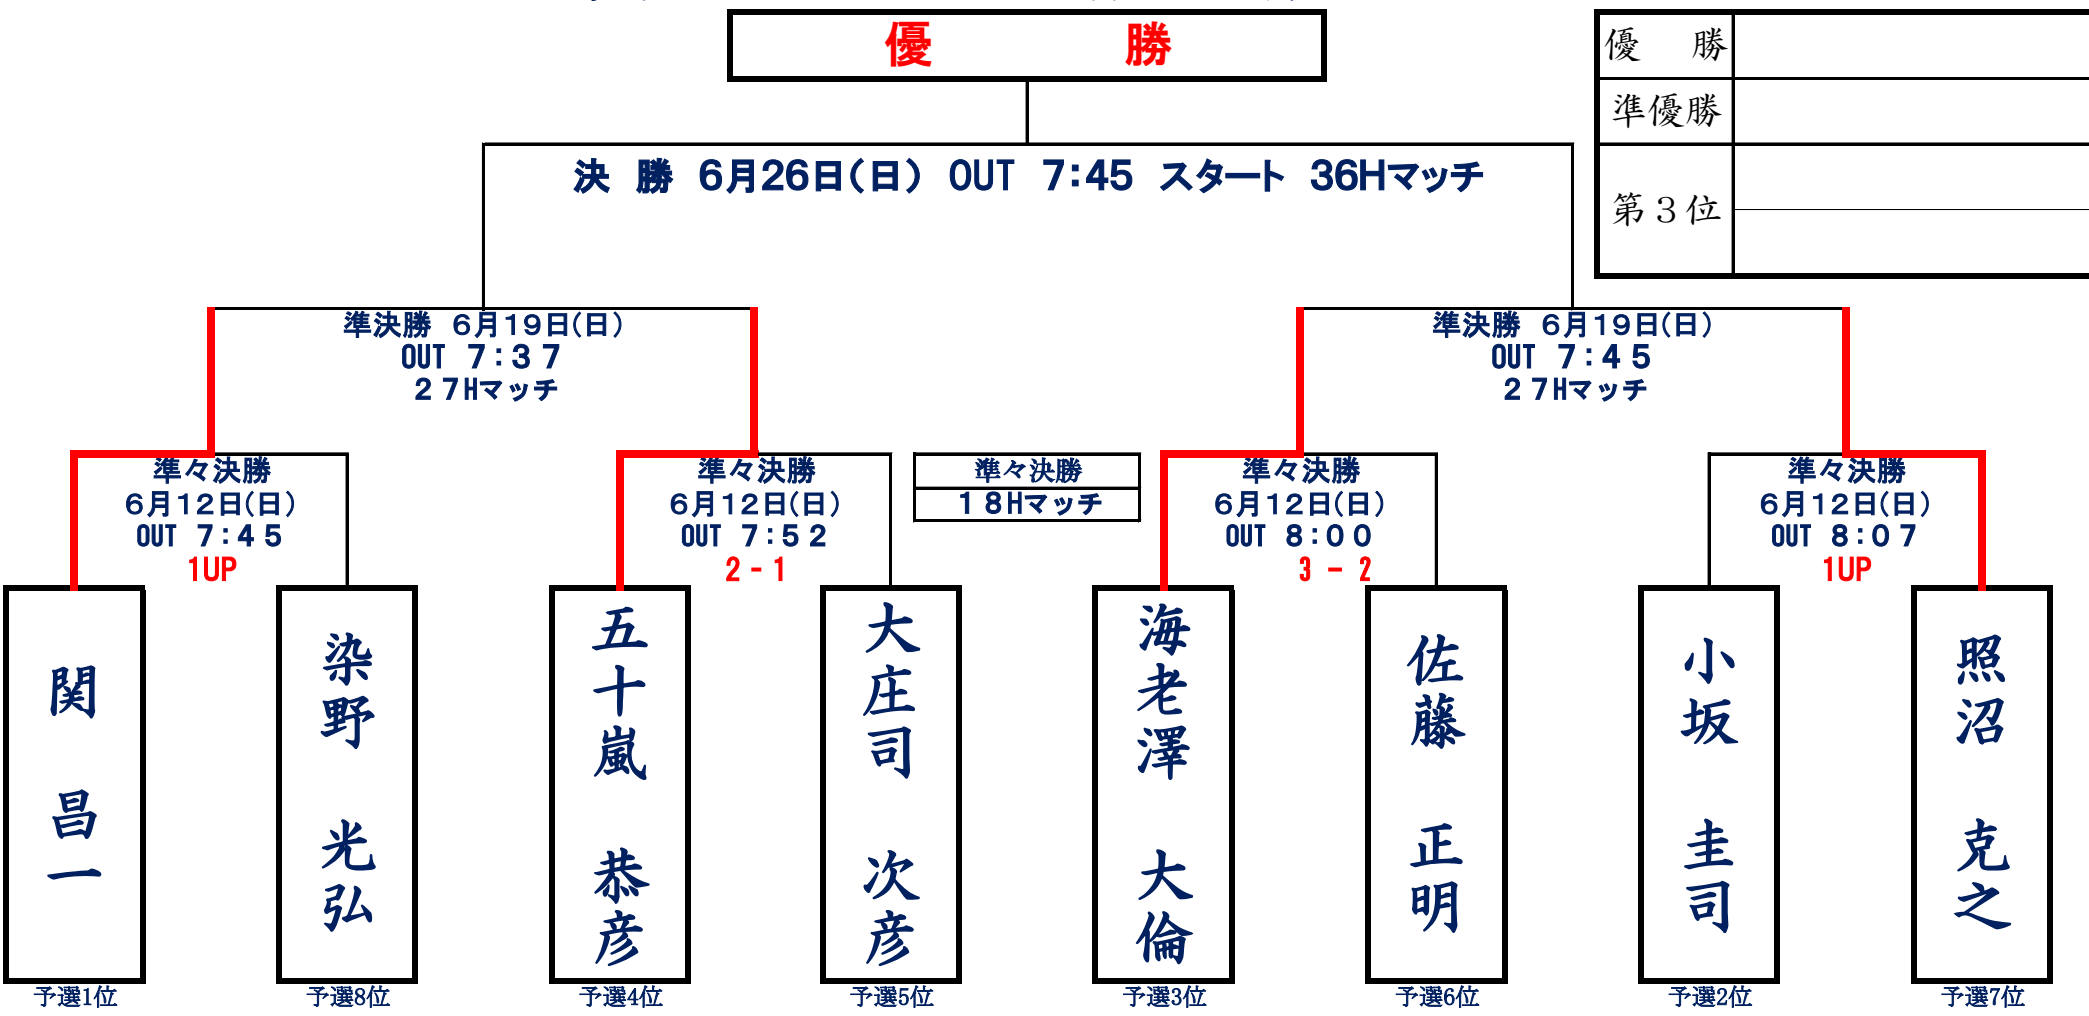 優 勝
優 勝
準優勝
第３位
決 勝 6月26日(日) OUT 7:45 スタート 36Hマッチ
準決勝 6月19日(日)
OUT 7:37
27Hマッチ
準決勝 6月19日(日)
OUT 7:45
27Hマッチ
準々決勝
6月12日(日)
OUT 7:45
1UP
準々決勝
6月12日(日)
OUT 7:52
2-1
準々決勝
18Hマッチ
準々決勝
6月12日(日)
OUT 8:00
3 - 2
準々決勝
6月12日(日)
OUT 8:07
1UP
関 昌一
染野 光弘
五十嵐 恭彦
大庄司 次彦
海老澤 大倫
佐藤 正明
小坂 圭司
照沼 克之
予選1位
予選8位
予選4位
予選5位
予選3位
予選6位
予選2位
予選7位